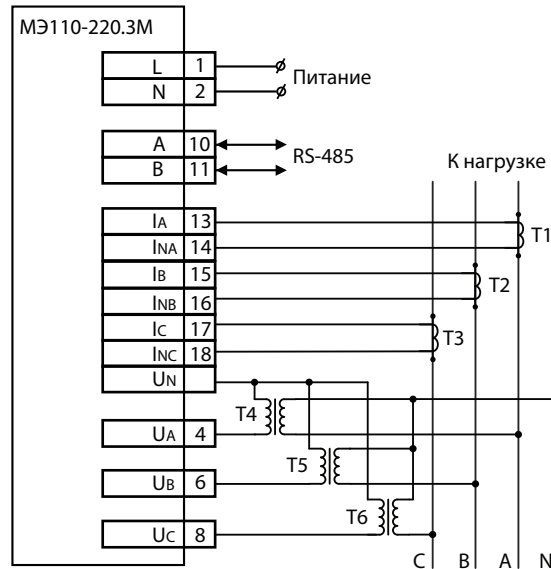 МЭ110-220.3М
L 1
N 2
Питание
A 10
B 11
RS-485
К нагрузке
IA 13
INA 14
T1
IB 15
INB 16
T2
IC 17
INC 18
T3
UN
T4
UA 4
T5
UB 6
T6
UC 8
C B A N